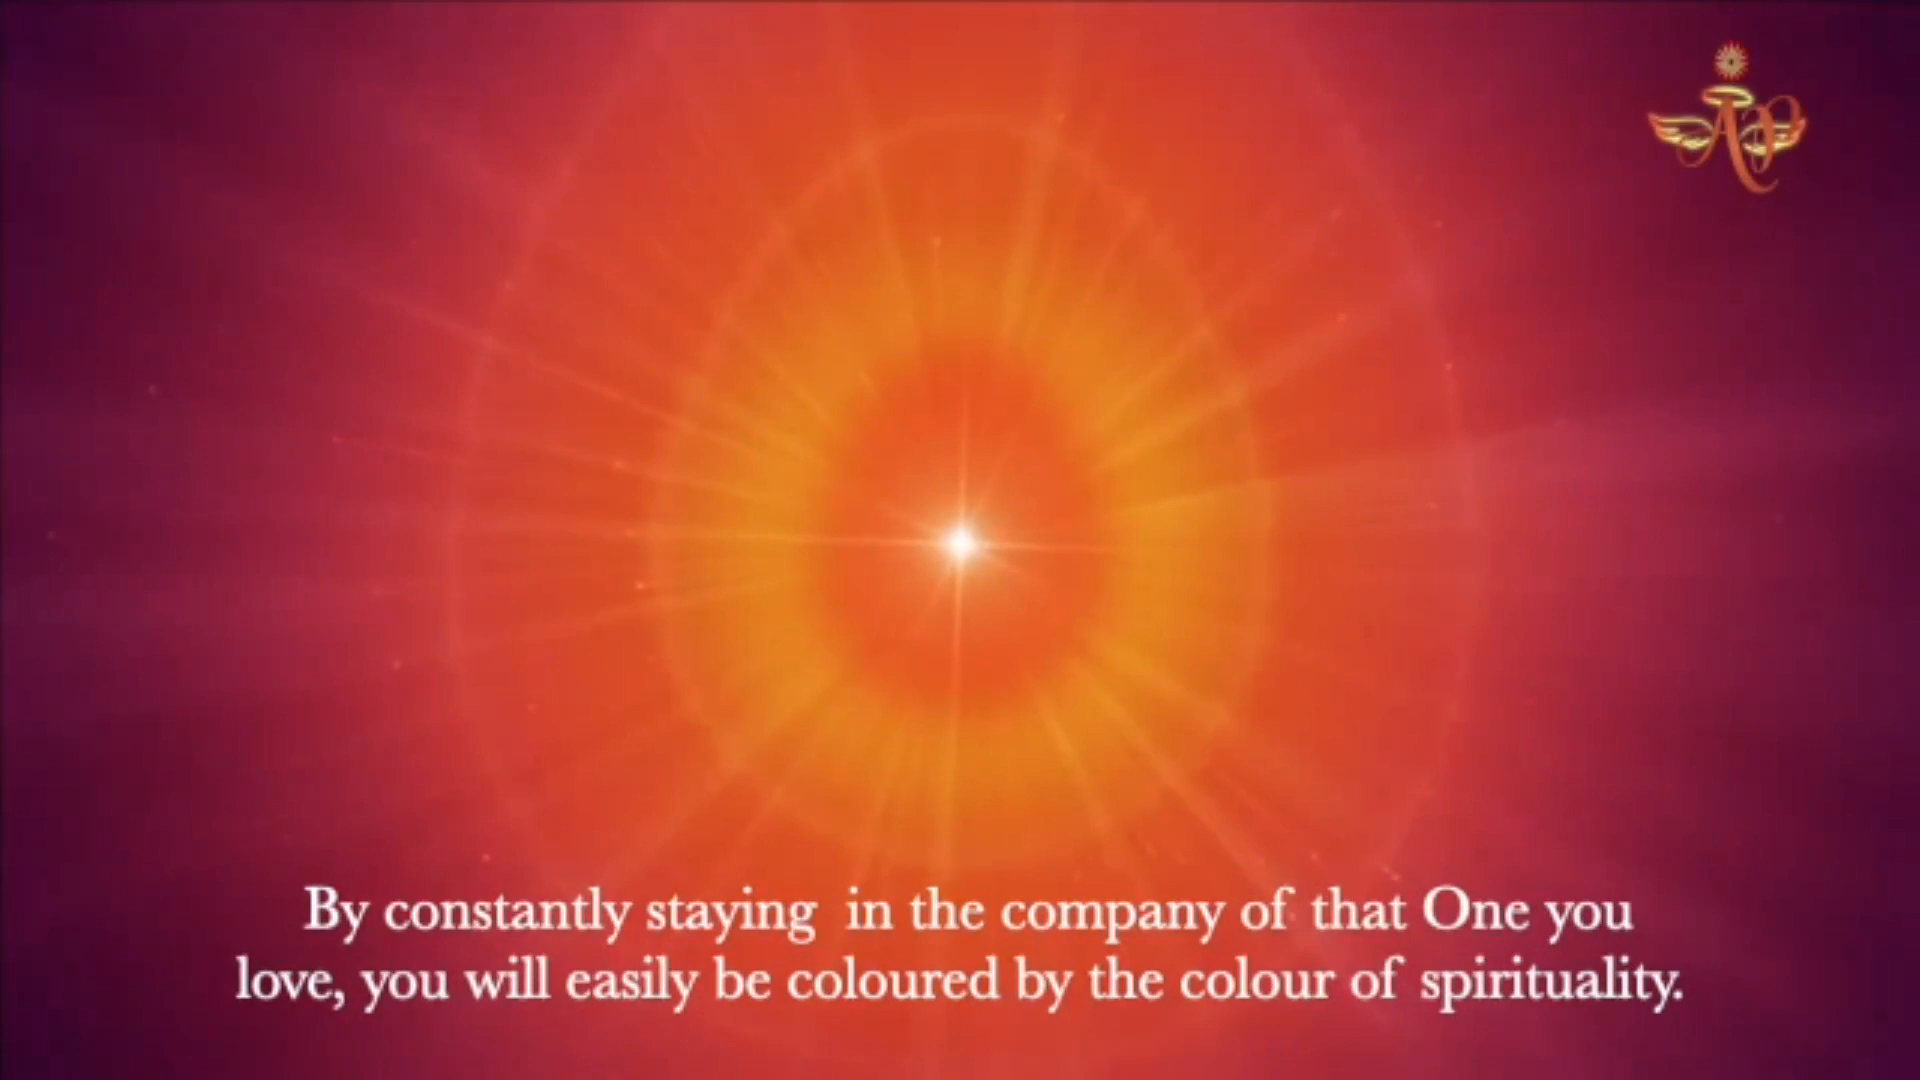 By constantly staying in the company of that One you
love, you will easily be coloured by the colour of spirituality.